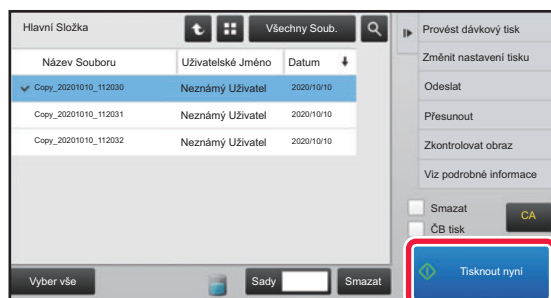 Hlavní Složka
Všechny Soub.
Název Souboru
Uživatelské Jméno
Datum
Copy_20201010_112030
Neznámý Uživatel
2020/10/10
Copy_20201010_112031
Neznámý Uživatel
2020/10/10
Copy_20201010_112032
Neznámý Uživatel
2020/10/10
Vyber vše
Sady
Smazat
Provést dávkový tisk
Změnit nastavení tisku
Odeslat
Přesunout
Zkontrolovat obraz
Viz podrobné informace
Smazat
ČB tisk
CA
Tisknout nyní